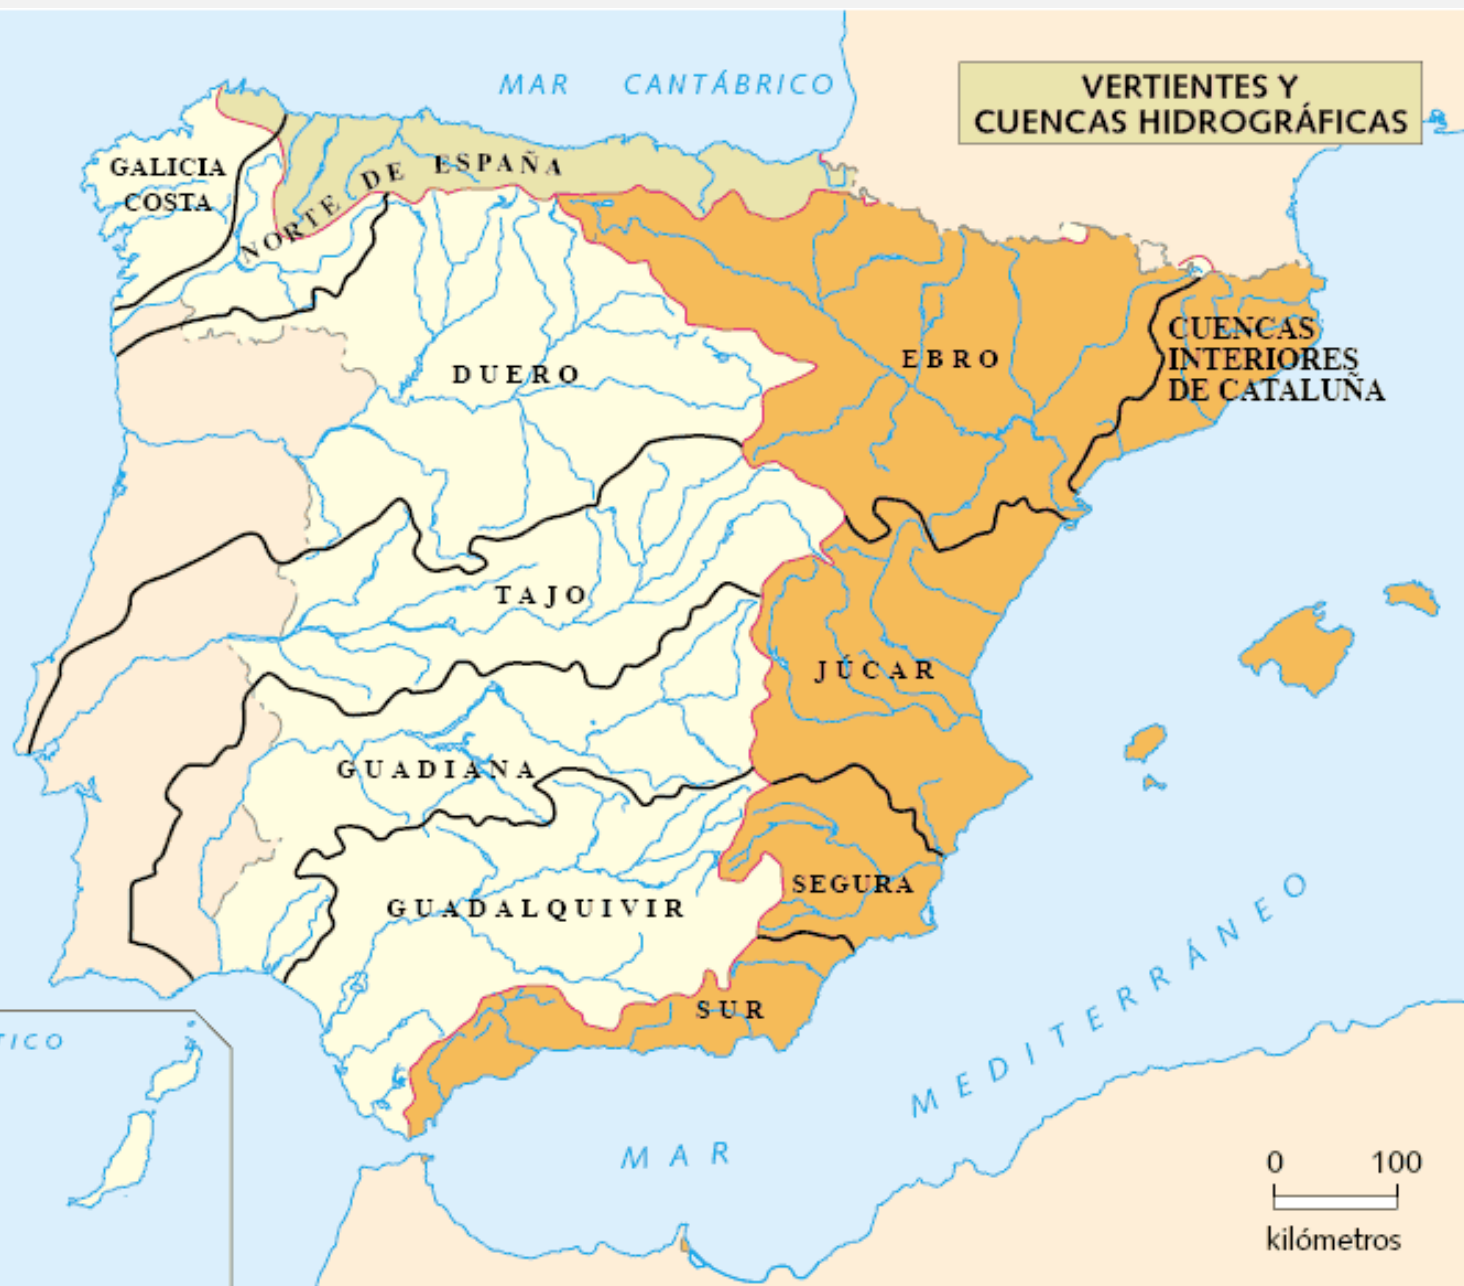 MAR CANTÁBRICO
VERTIENTES Y
CUENCAS HIDROGRÁFICAS
GALICIA
COSTA
NORTE DE ESPAÑA
DUERO
EBRO
CUENCAS
INTERIORES
DE CATALUÑA
TAJO
JÚCAR
GUADIANA
SEGURA
GUADALQUIVIR
SUR
TICO
MAR MEDITERRÁNEO
0 100
kilómetros